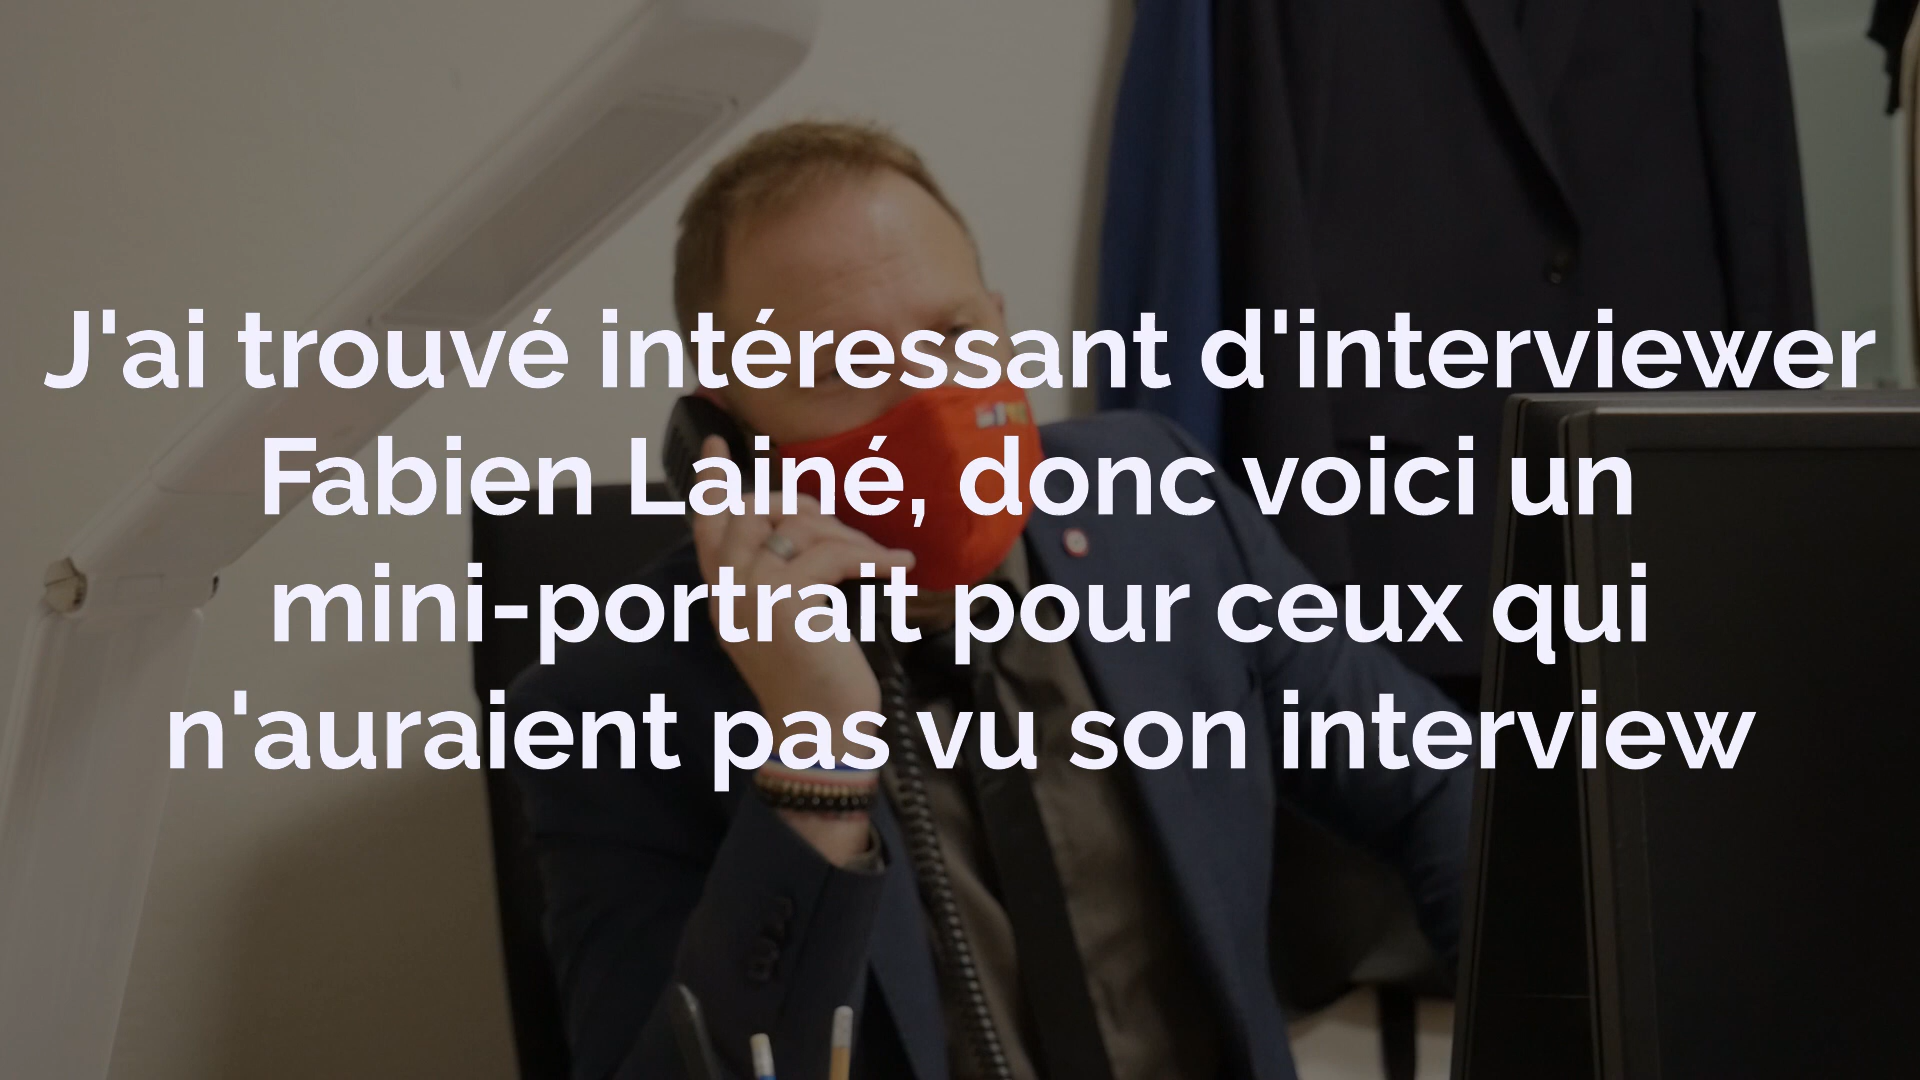 J'ai trouvé intéressant d'interviewer
Fabien Lainé, donc voici un
mini-portrait pour ceux qui
n'auraient pas vu son interview